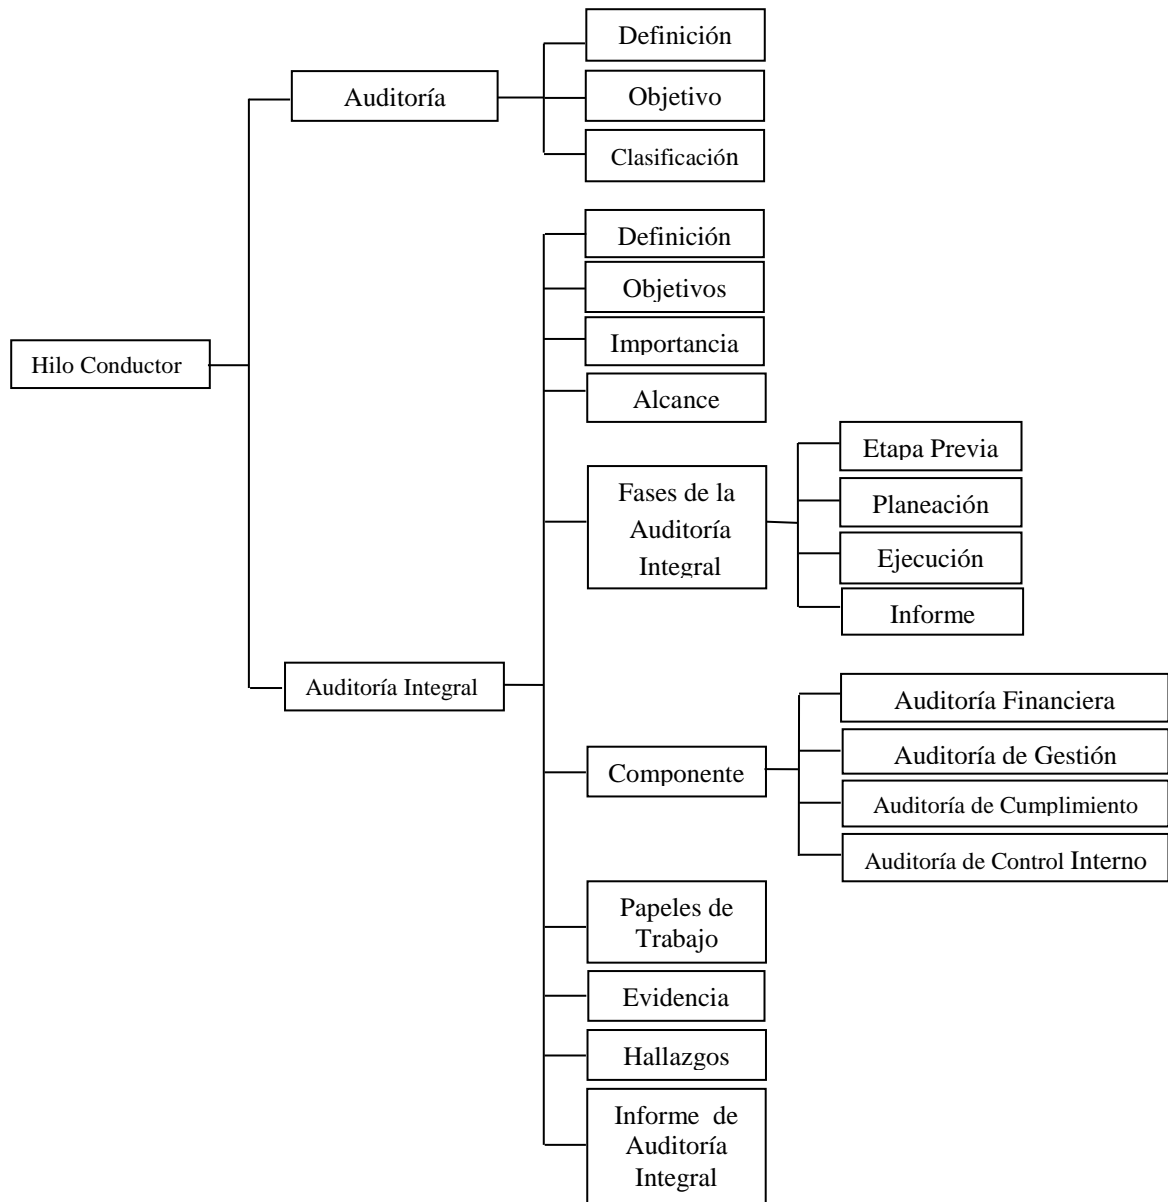 Hilo Conductor
Auditoría
Definición
Objetivo
Clasificación
Auditoría Integral
Definición
Objetivos
Importancia
Alcance
Fases de la
Auditoría
Integral
Etapa Previa
Planeación
Ejecución
Informe
Componente
Auditoría Financiera
Auditoría de Gestión
Auditoría de Cumplimiento
Auditoría de Control Interno
Papeles de
Trabajo
Evidencia
Hallazgos
Informe de
Auditoría
Integral